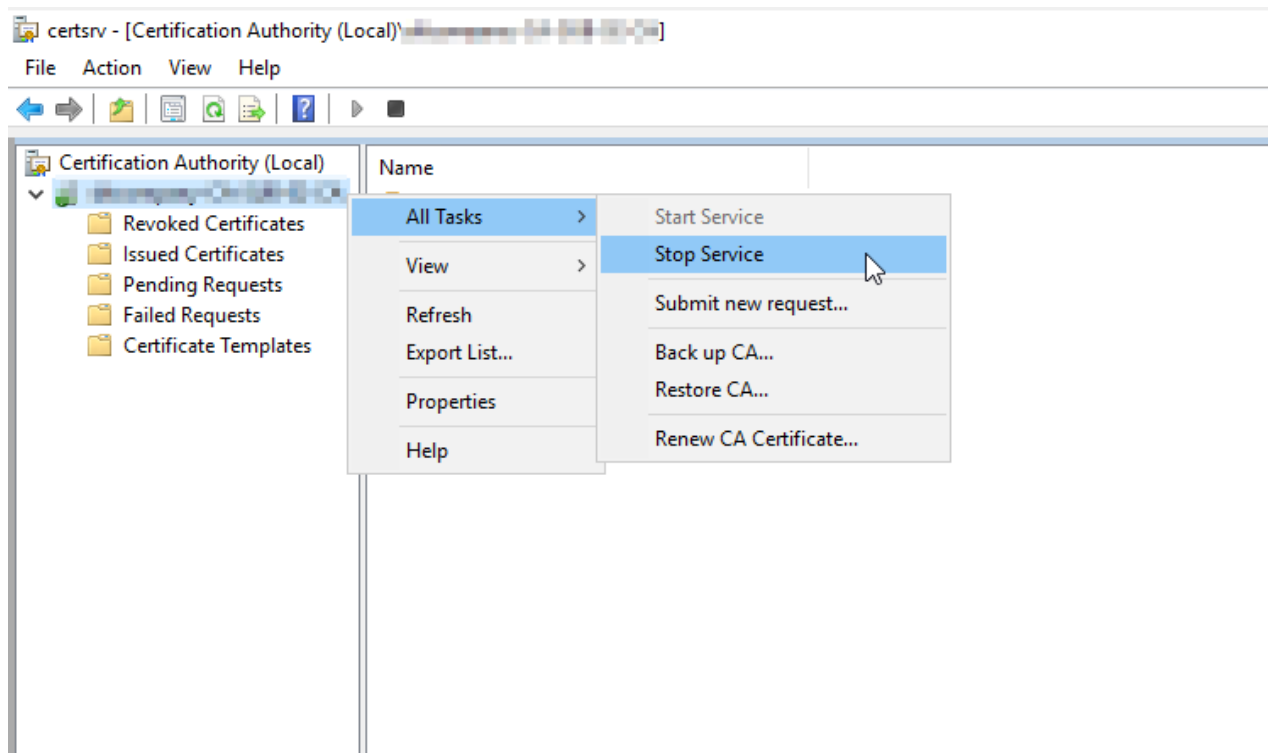 certsrv - [Certification Authority (Local)\ ]
File Action View Help
Certification Authority (Local)
Name
Revoked Certificates
Issued Certificates
Pending Requests
Failed Requests
Certificate Templates
All Tasks
View
Refresh
Export List...
Properties
Help
Start Service
Stop Service
Submit new request...
Back up CA...
Restore CA...
Renew CA Certificate...